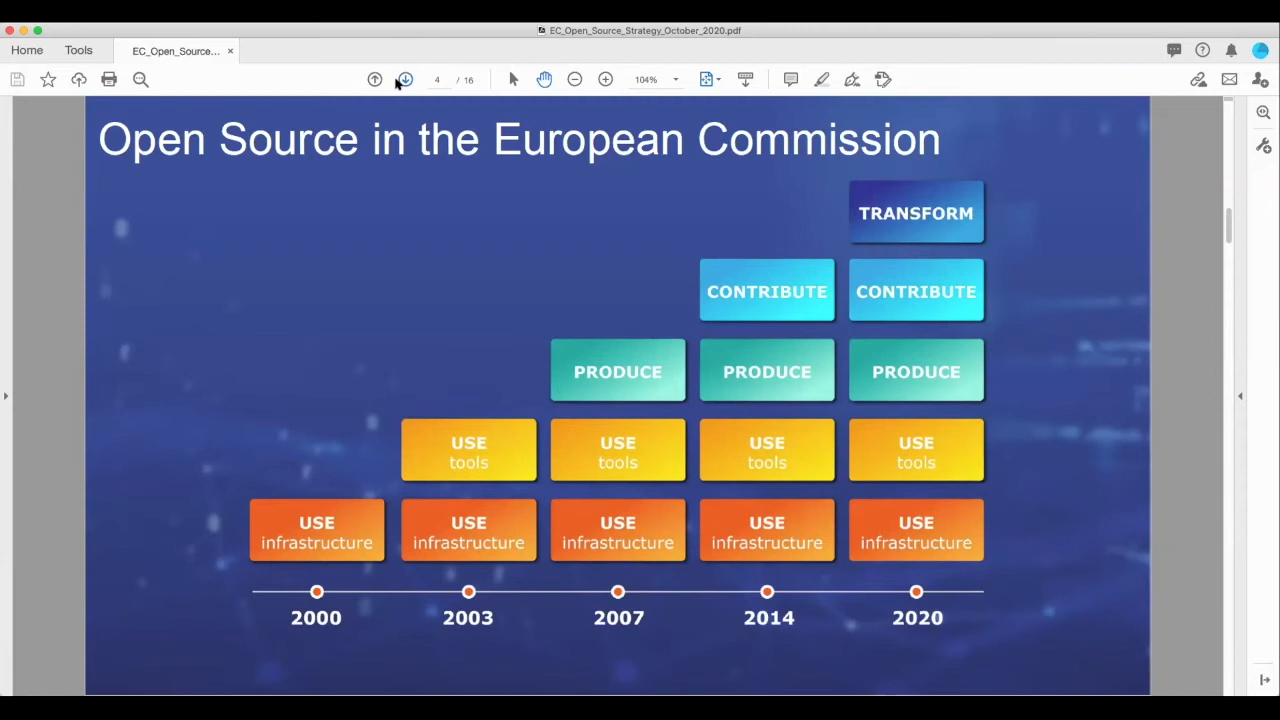 EC_Open_Source_Strategy_October_2020.pdf
Home
Tools
EC_Open_Source... ×
4 / 16
104%
Open Source in the European Commission
TRANSFORM
CONTRIBUTE CONTRIBUTE
PRODUCE PRODUCE PRODUCE
USE USE USE USE
tools tools tools tools
USE USE USE USE USE
infrastructure infrastructure infrastructure infrastructure infrastructure
2000 2003 2007 2014 2020